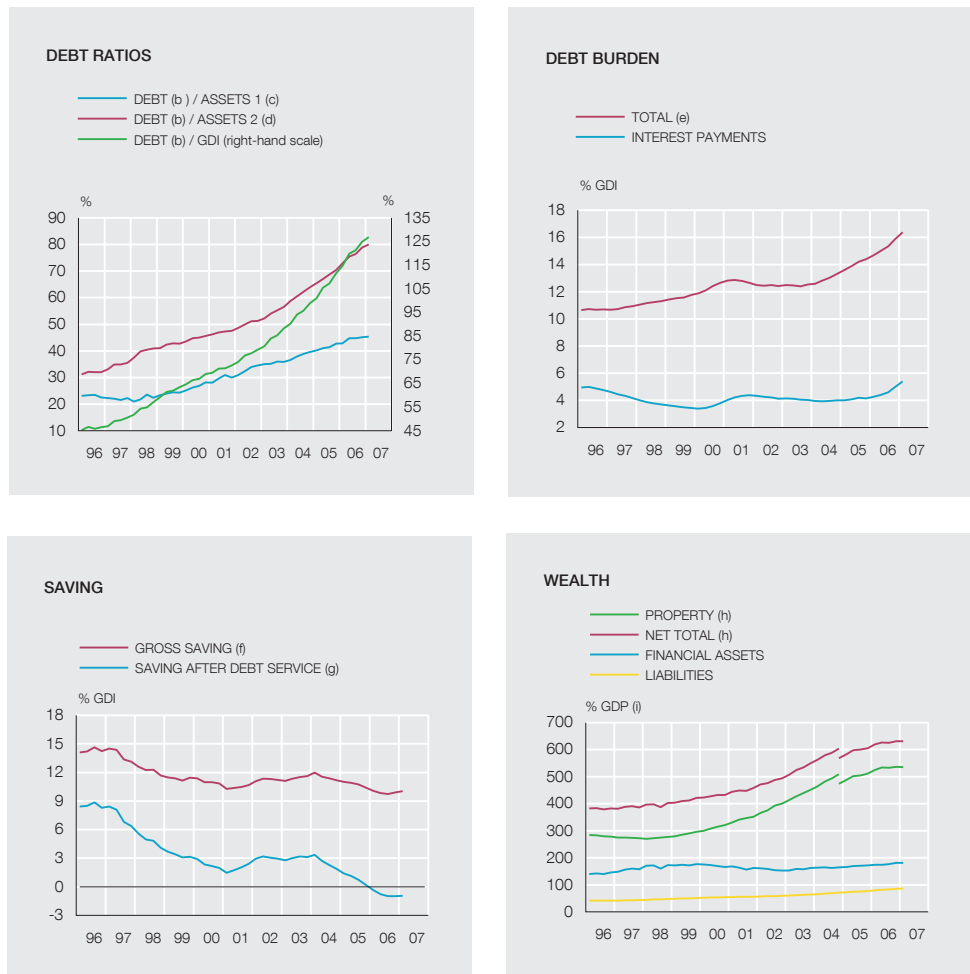 DEBT RATIOS
DEBT (b ) / ASSETS 1 (c)
DEBT (b) / ASSETS 2 (d)
DEBT (b) / GDI (right-hand scale)
% %
90 135
80 125
70 115
60 105
50 95
40 85
30 75
20 65
10 55
45
96 97 98 99 00 01 02 03 04 05 06 07
DEBT BURDEN
TOTAL (e)
INTEREST PAYMENTS
% GDI
18
16
14
12
10
8
6
4
2
96 97 98 99 00 01 02 03 04 05 06 07
SAVING
GROSS SAVING (f)
SAVING AFTER DEBT SERVICE (g)
% GDI
18
15
12
9
6
3
0
-3
96 97 98 99 00 01 02 03 04 05 06 07
WEALTH
PROPERTY (h)
NET TOTAL (h)
FINANCIAL ASSETS
LIABILITIES
% GDP (i)
700
600
500
400
300
200
100
0
96 97 98 99 00 01 02 03 04 05 06 07